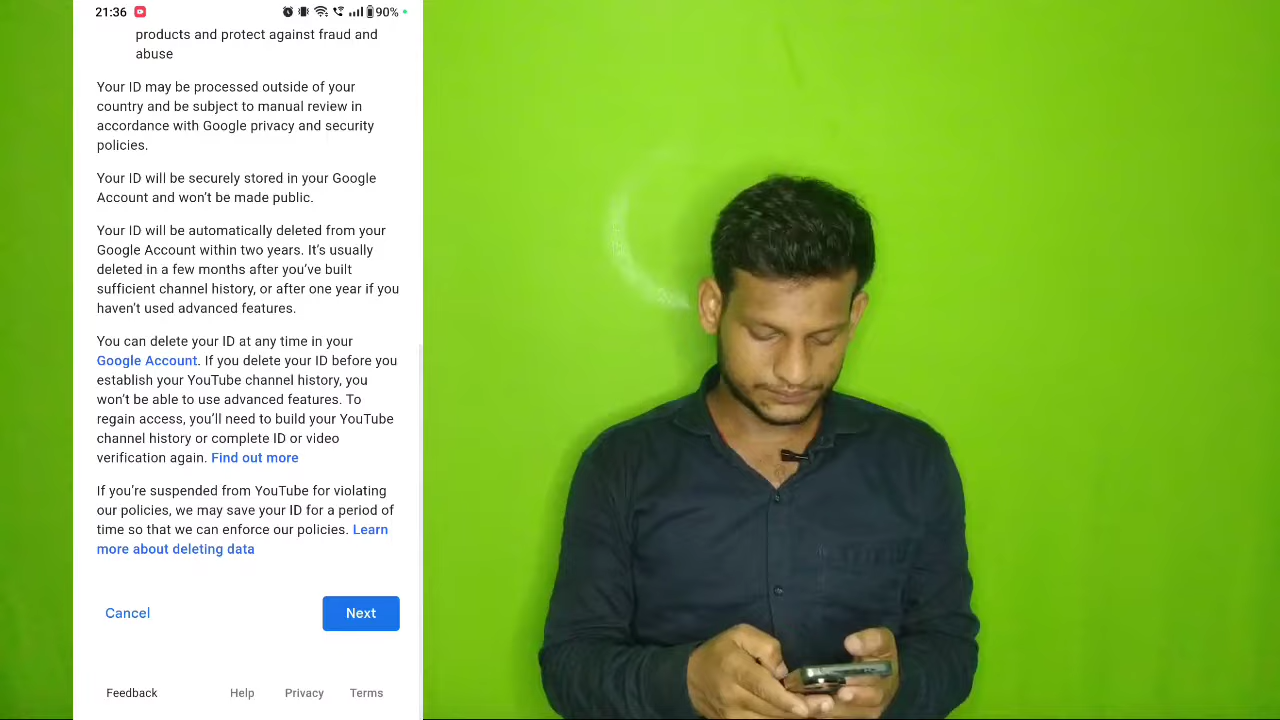 21:36
90%
products and protect against fraud and
abuse
Your ID may be processed outside of your
country and be subject to manual review in
accordance with Google privacy and security
policies.
Your ID will be securely stored in your Google
Account and won't be made public.
Your ID will be automatically deleted from your
Google Account within two years. It's usually
deleted in a few months after you've built
sufficient channel history, or after one year if you
haven't used advanced features.
You can delete your ID at any time in your
Google Account. If you delete your ID before you
establish your YouTube channel history, you
won't be able to use advanced features. To
regain access, you'll need to build your YouTube
channel history or complete ID or video
verification again. Find out more
If you're suspended from YouTube for violating
our policies, we may save your ID for a period of
time so that we can enforce our policies. Learn
more about deleting data
Cancel
Next
Feedback
Help
Privacy
Terms